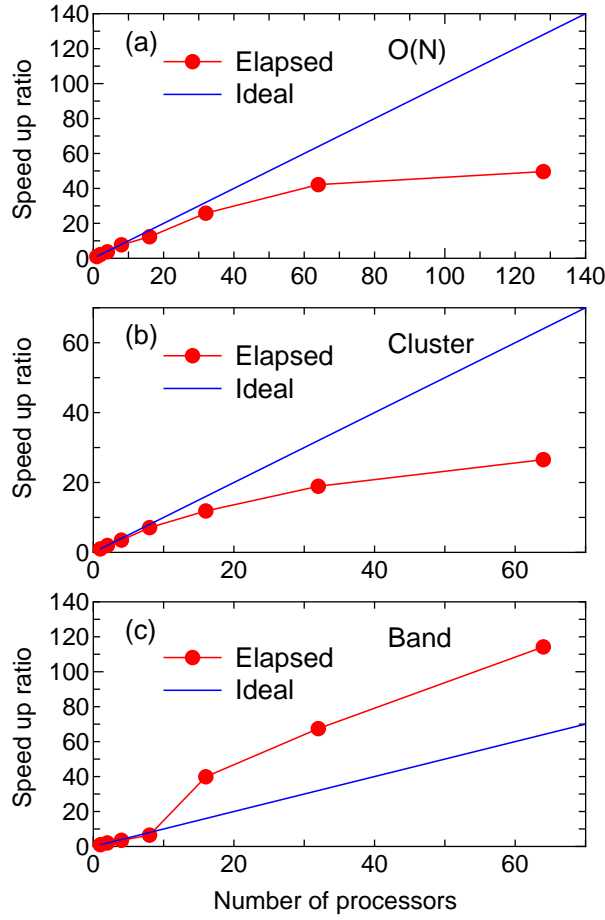 140
(a)
O(N)
120
Elapsed
100
Ideal
80
60
40
20
0
Speed up ratio
0 20 40 60 80 100 120 140
(b)
Cluster
60
Elapsed
Ideal
40
20
0
Speed up ratio
0 20 40 60
140
(c)
Band
120
Elapsed
100
Ideal
80
60
40
20
0
Speed up ratio
0 20 40 60
Number of processors